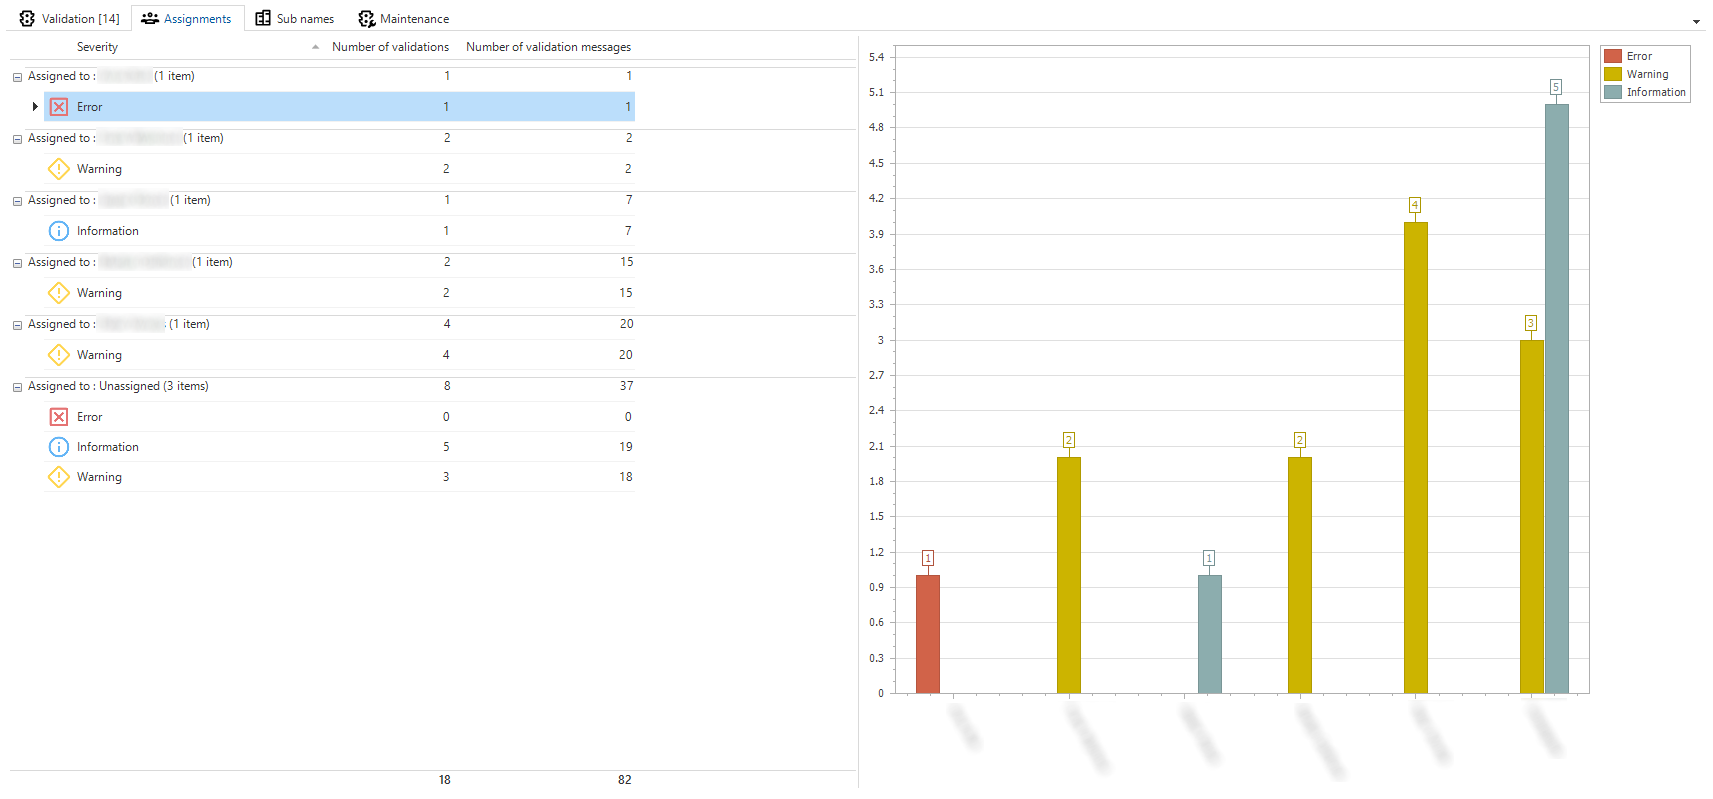 Validation [14] Assignments Sub names Maintenance
Severity Number of validations Number of validation messages
Assigned to : (1 item) 1 1
Error 1 1
Assigned to : (1 item) 2 2
Warning 2 2
Assigned to : (1 item) 1 7
Information 1 7
Assigned to : (1 item) 2 15
Warning 2 15
Assigned to : (1 item) 4 20
Warning 4 20
Assigned to : Unassigned (3 items) 8 37
Error 0 0
Information 5 19
Warning 3 18
18 82
5.4
5.1
4.8
4.5
4.2
3.9
3.6
3.3
3
2.7
2.4
2.1
1.8
1.5
1.2
0.9
0.6
0.3
0
1
2
1
2
4
3
5
Error
Warning
Information